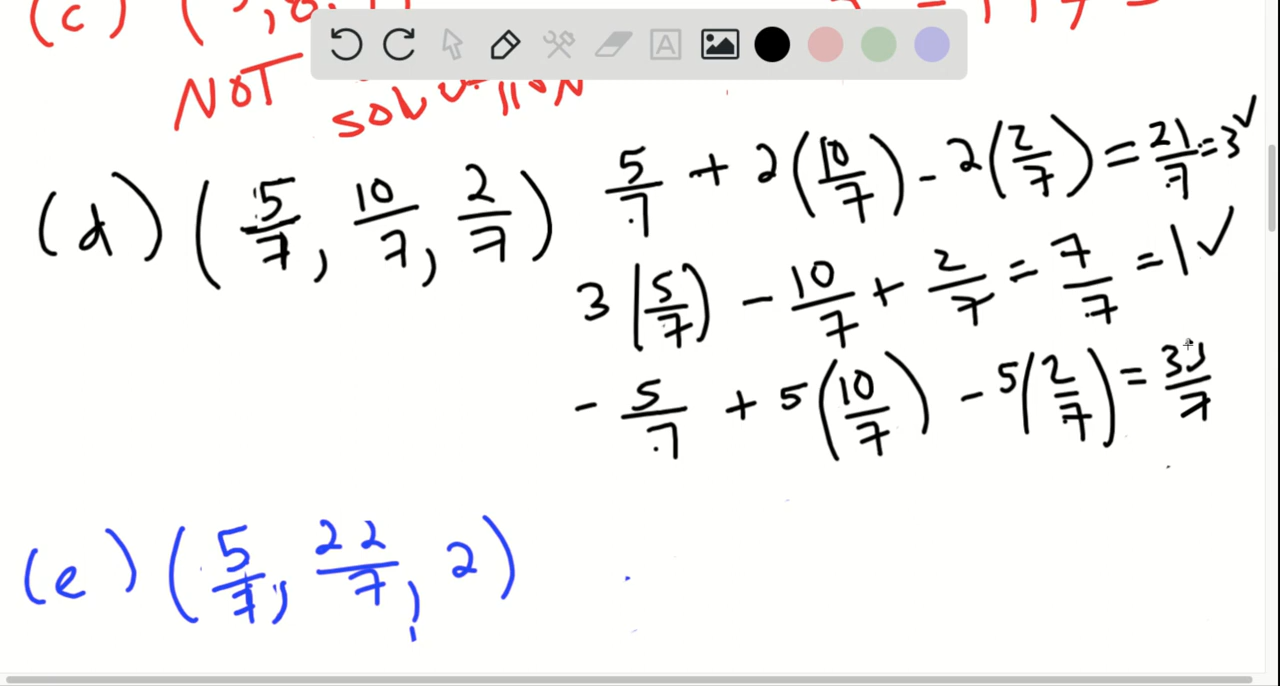 (c)
NOT
solution
(d) (5/7, 10/7, 2/7) 5/7 + 2(10/7) - 2(2/7) = 21/7 = 3 ✓
3(5/7) - 10/7 + 2/7 = 7/7 = 1 ✓
- 5/7 + 5(10/7) - 5(2/7) = 35/7
(e) (5/7, 22/7, 2)